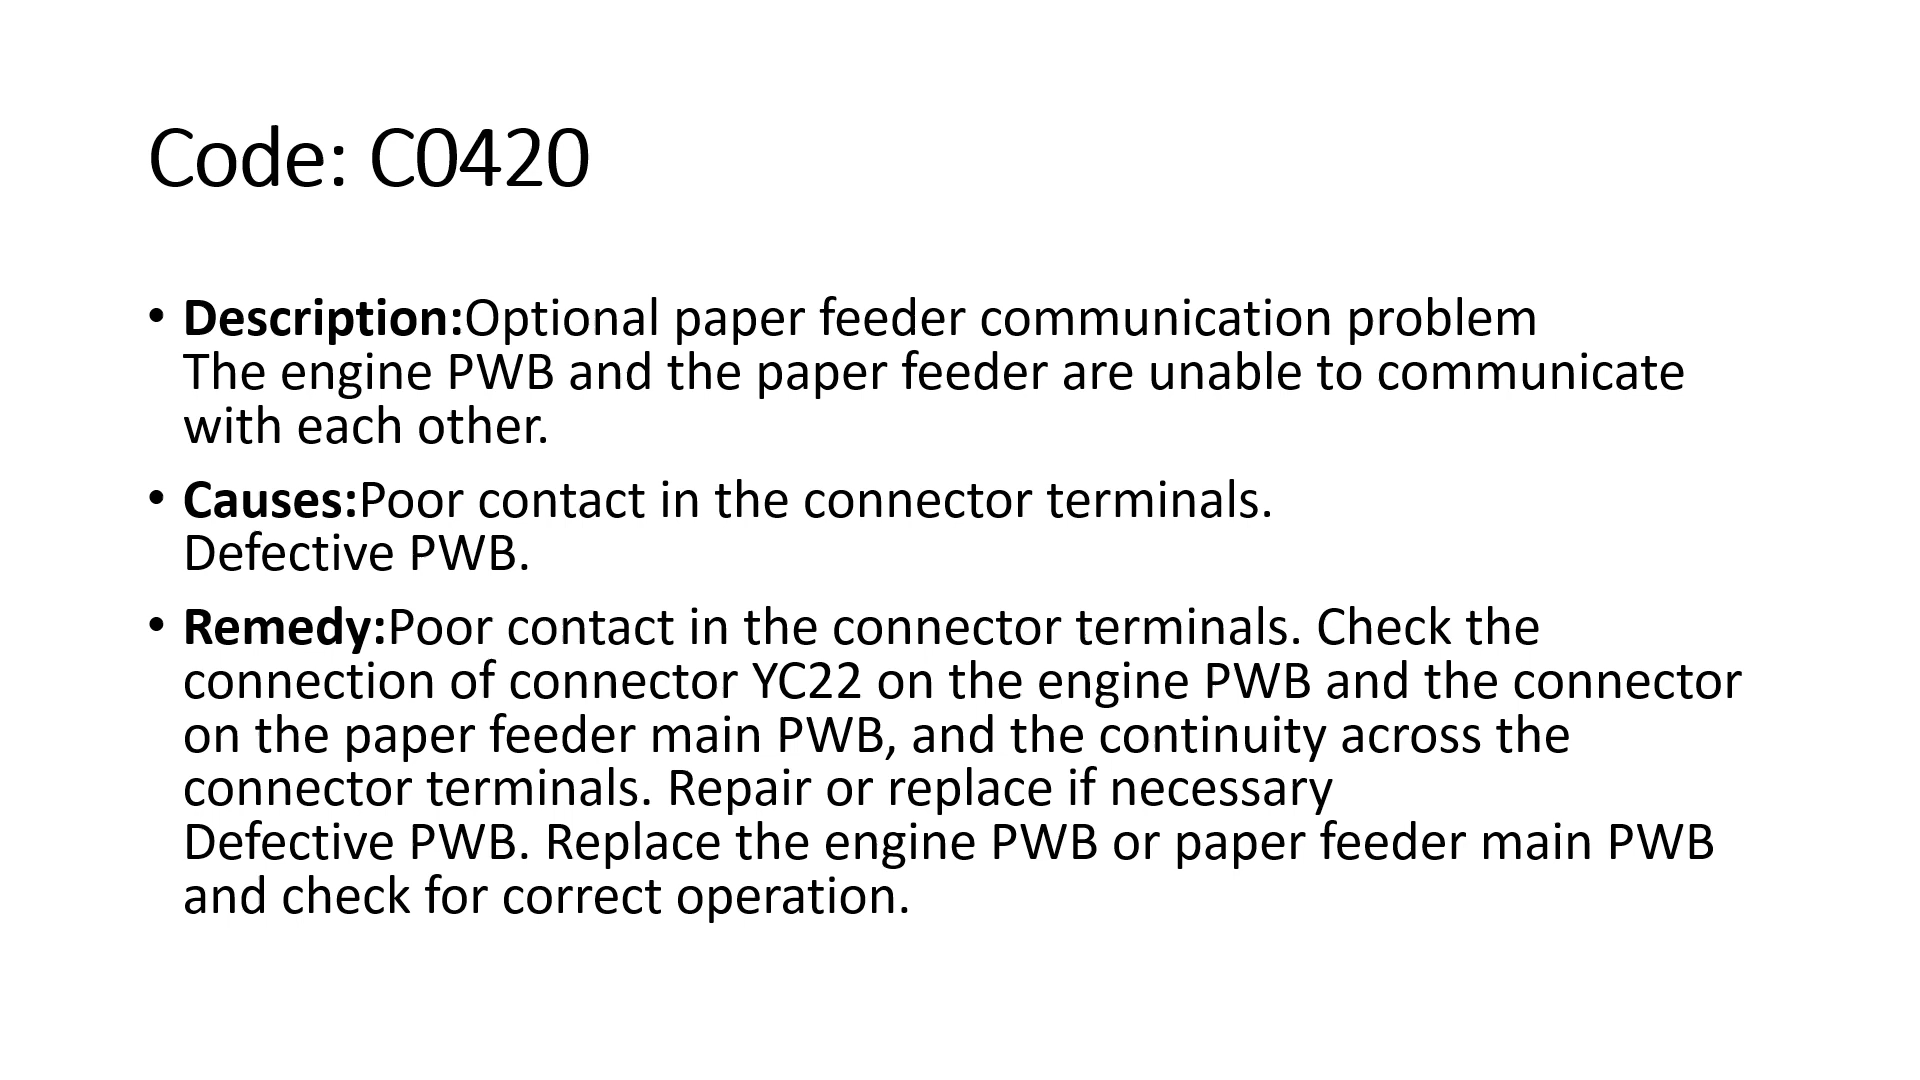 Code: C0420
• Description:Optional paper feeder communication problem
The engine PWB and the paper feeder are unable to communicate
with each other.
• Causes:Poor contact in the connector terminals.
Defective PWB.
• Remedy:Poor contact in the connector terminals. Check the
connection of connector YC22 on the engine PWB and the connector
on the paper feeder main PWB, and the continuity across the
connector terminals. Repair or replace if necessary
Defective PWB. Replace the engine PWB or paper feeder main PWB
and check for correct operation.